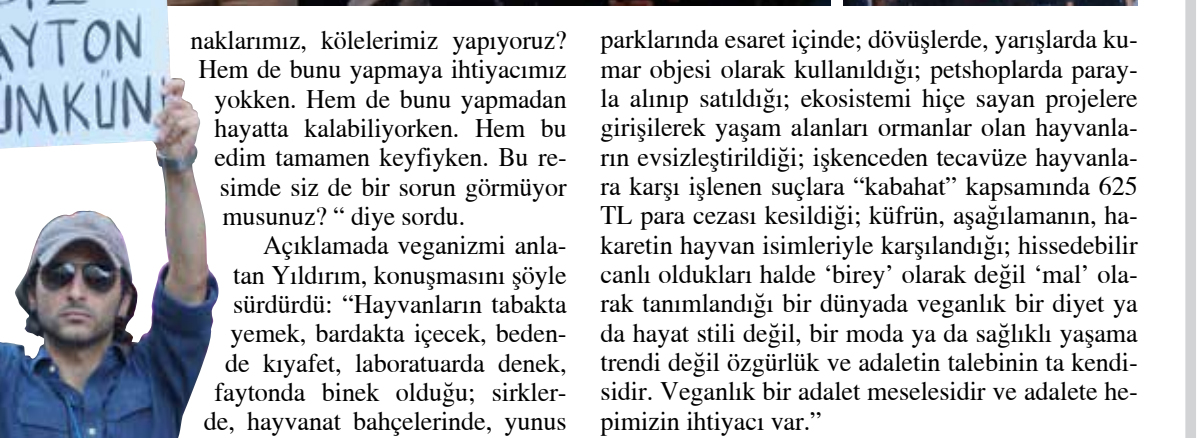 AYTON
ÜMKÜN
naklarımız, kölelerimiz yapıyoruz?
Hem de bunu yapmaya ihtiyacımız
yokken. Hem de bunu yapmadan
hayatta kalabiliyorken. Hem bu
edim tamamen keyfiyken. Bu re-
simde siz de bir sorun görmüyor
musunuz? “ diye sordu.
Açıklamada veganizmi anla-
tan Yıldırım, konuşmasını şöyle
sürdürdü: “Hayvanların tabakta
yemek, bardakta içecek, beden-
de kıyafet, laboratuarda denek,
faytonda binek olduğu; sirkler-
de, hayvanat bahçelerinde, yunus
parklarında esaret içinde; dövüşlerde, yarışlarda ku-
mar objesi olarak kullanıldığı; petshoplarda paray-
la alınıp satıldığı; ekosistemi hiçe sayan projelere
girişilerek yaşam alanları ormanlar olan hayvanla-
rın evsizleştirildiği; işkenceden tecavüze hayvanla-
ra karşı işlenen suçlara “kabahat” kapsamında 625
TL para cezası kesildiği; küfrün, aşağılamanın, ha-
karetin hayvan isimleriyle karşılandığı; hissedebilir
canlı oldukları halde ‘birey’ olarak değil ‘mal’ ola-
rak tanımlandığı bir dünyada veganlık bir diyet ya
da hayat stili değil, bir moda ya da sağlıklı yaşama
trendi değil özgürlük ve adaletin talebinin ta kendi-
sidir. Veganlık bir adalet meselesidir ve adalete he-
pimizin ihtiyacı var.”